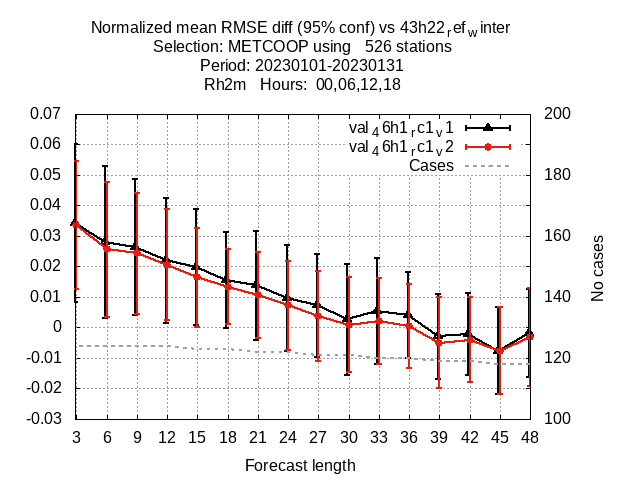 Normalized mean RMSE diff (95% conf) vs 43h22refwinter
Selection: METCOOP using 526 stations
Period: 20230101-20230131
Rh2m Hours: 00,06,12,18
0.07
0.06
0.05
0.04
0.03
0.02
0.01
0
-0.01
-0.02
-0.03
val46h1rc1v1
val46h1rc1v2
Cases
200
180
160
140
120
100
No cases
3 6 9 12 15 18 21 24 27 30 33 36 39 42 45 48
Forecast length